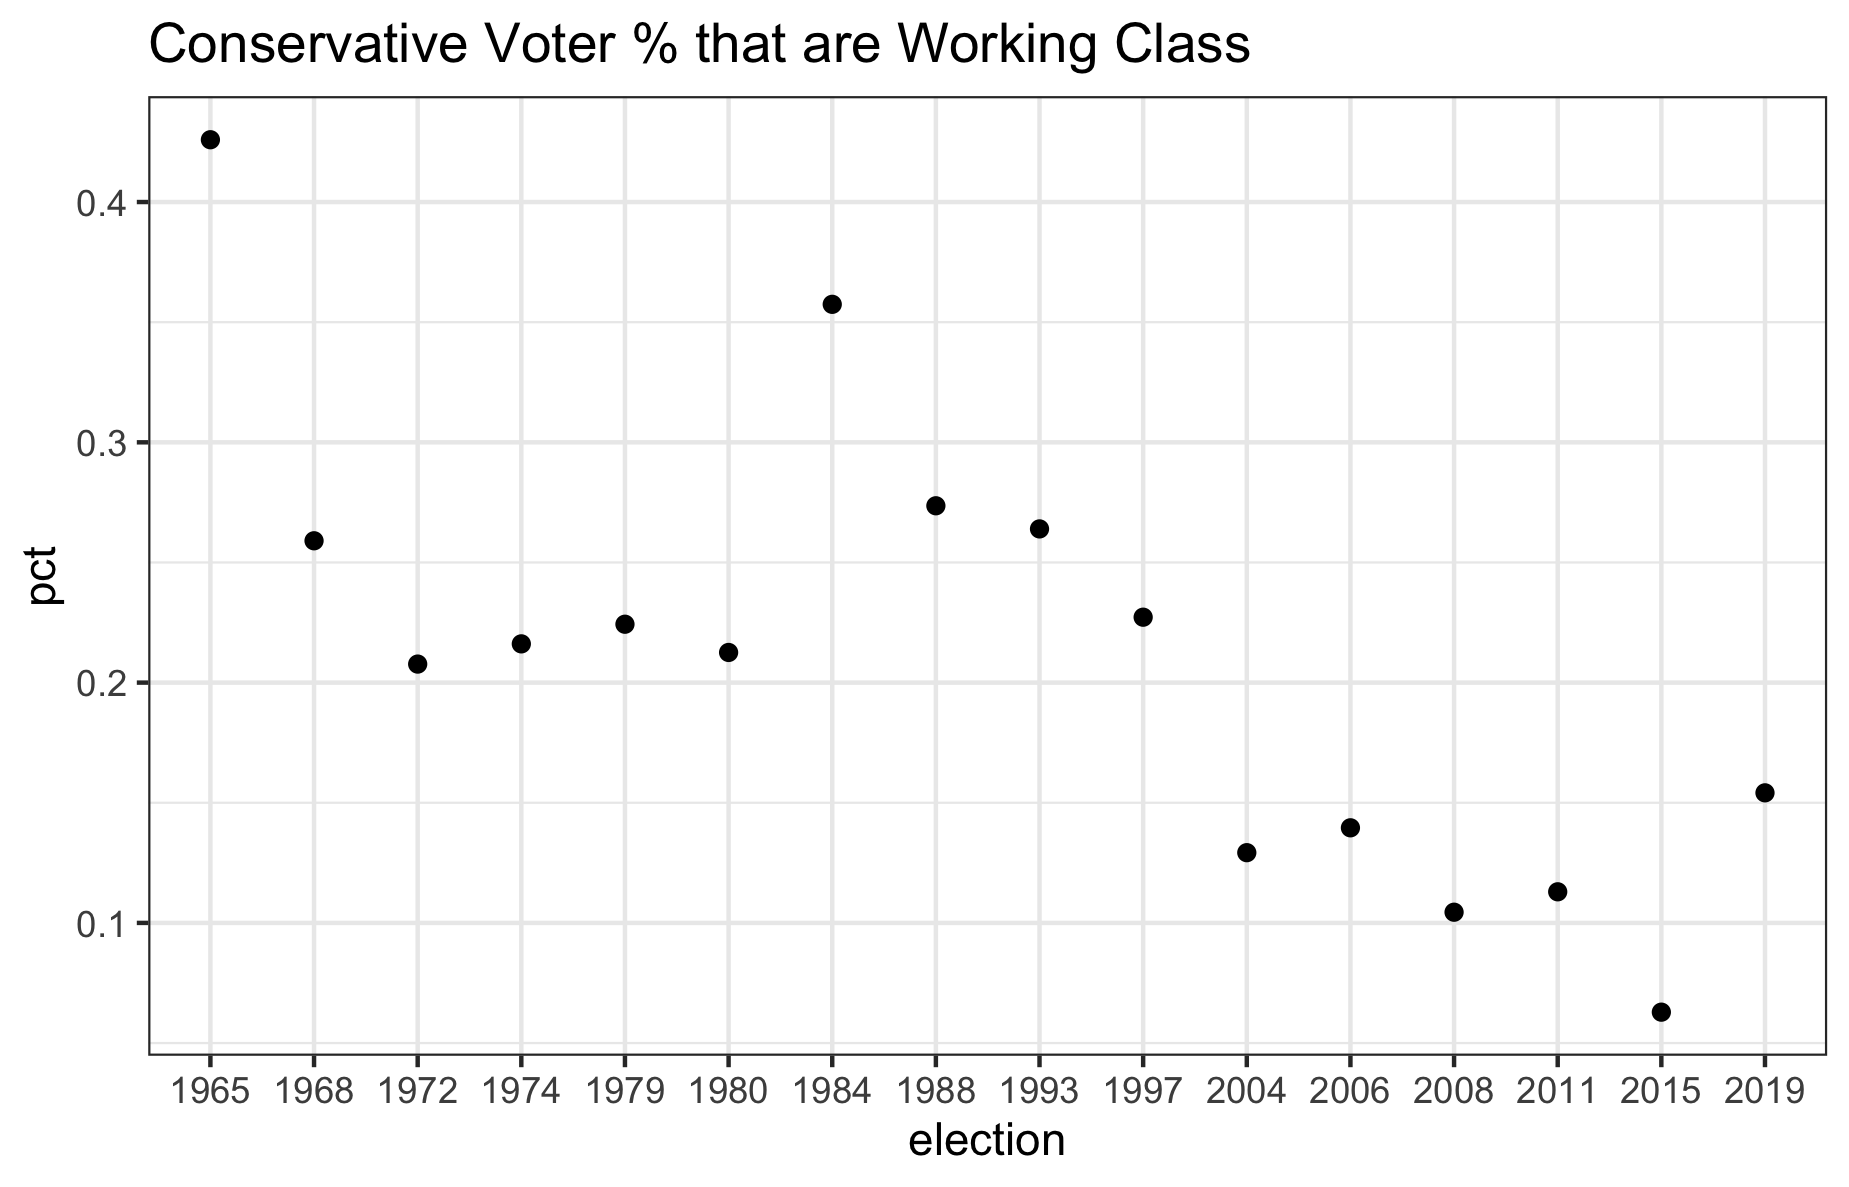 Conservative Voter % that are Working Class
0.4
0.3
0.2
0.1
pct
1965 1968 1972 1974 1979 1980 1984 1988 1993 1997 2004 2006 2008 2011 2015 2019
election